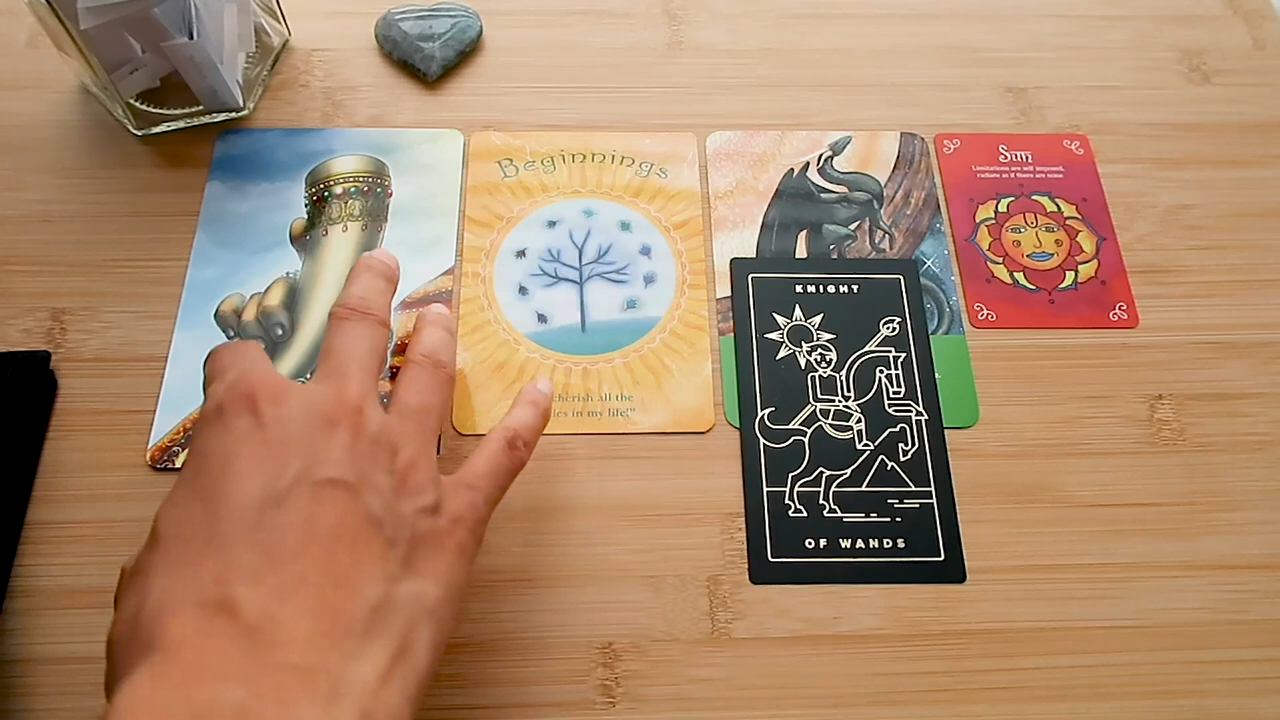 Beginnings
cherish all the
in my life!"
Sun
Limitations are self imposed,
radiate as if there are none
KNIGHT
OF WANDS